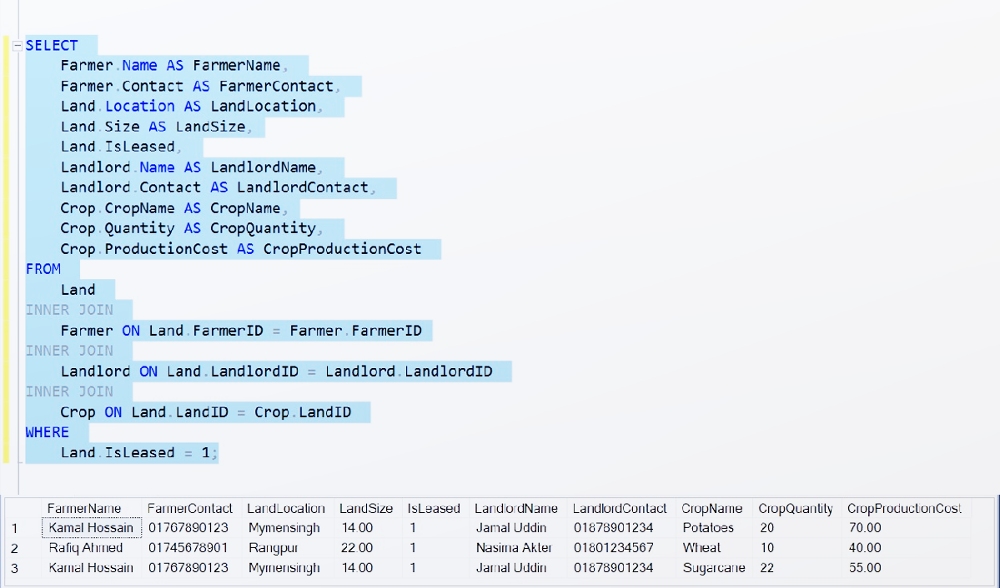 SELECT
Farmer.Name AS FarmerName,
Farmer.Contact AS FarmerContact,
Land.Location AS LandLocation,
Land.Size AS LandSize,
Land.IsLeased,
Landlord.Name AS LandlordName,
Landlord.Contact AS LandlordContact,
Crop.CropName AS CropName,
Crop.Quantity AS CropQuantity,
Crop.ProductionCost AS CropProductionCost
FROM
Land
INNER JOIN
Farmer ON Land.FarmerID = Farmer.FarmerID
INNER JOIN
Landlord ON Land.LandlordID = Landlord.LandlordID
INNER JOIN
Crop ON Land.LandID = Crop.LandID
WHERE
Land.IsLeased = 1;
FarmerName FarmerContact LandLocation LandSize IsLeased LandlordName LandlordContact CropName CropQuantity CropProductionCost
1 Kamal Hossain 01767890123 Mymensingh 14.00 1 Jamal Uddin 01878901234 Potatoes 20 70.00
2 Rafiq Ahmed 01745678901 Rangpur 22.00 1 Nasima Akter 01801234567 Wheat 10 40.00
3 Kamal Hossain 01767890123 Mymensingh 14.00 1 Jamal Uddin 01878901234 Sugarcane 22 55.00